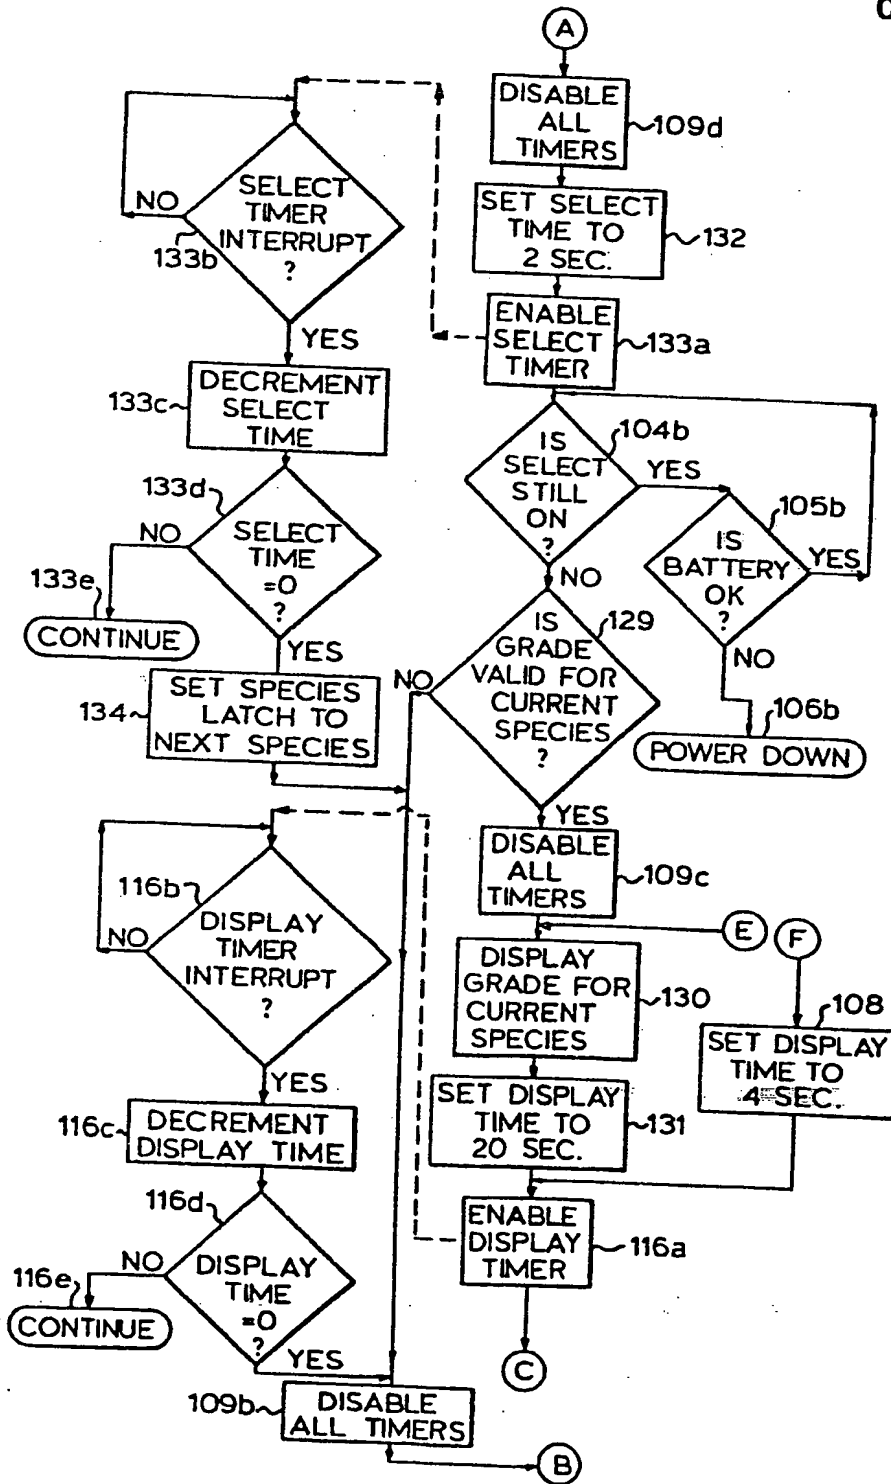 A
DISABLE
ALL
TIMERS
109d
SET SELECT
TIME TO
2 SEC.
132
ENABLE
SELECT
TIMER
133a
SELECT
TIMER
INTERRUPT
?
NO
133b
YES
DECREMENT
SELECT
TIME
133c
133d
SELECT
TIME
=0
?
NO
133e
CONTINUE
YES
SET SPECIES
LATCH TO
NEXT SPECIES
134
IS
SELECT
STILL
ON
?
104b
YES
NO
105b
IS
BATTERY
OK
?
YES
NO
106b
POWER DOWN
IS
GRADE
VALID FOR
CURRENT
SPECIES
?
129
NO
YES
DISABLE
ALL
TIMERS
109c
E
F
DISPLAY
GRADE FOR
CURRENT
SPECIES
130
108
SET DISPLAY
TIME TO
4 SEC.
SET DISPLAY
TIME TO
20 SEC.
131
ENABLE
DISPLAY
TIMER
116a
C
116b
DISPLAY
TIMER
INTERRUPT
?
NO
YES
DECREMENT
DISPLAY TIME
116c
116d
DISPLAY
TIME
=0
?
NO
116e
CONTINUE
YES
109b
DISABLE
ALL TIMERS
B